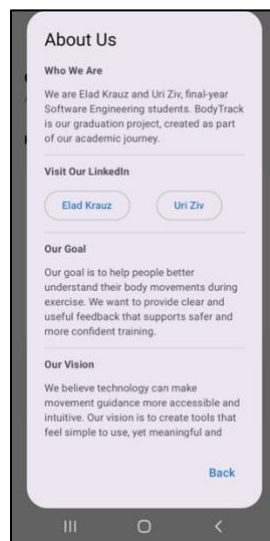 About Us
Who We Are
We are Elad Krauz and Uri Ziv, final-year
Software Engineering students. BodyTrack
is our graduation project, created as part
of our academic journey.
Visit Our LinkedIn
Elad Krauz Uri Ziv
Our Goal
Our goal is to help people better
understand their body movements during
exercise. We want to provide clear and
useful feedback that supports safer and
more confident training.
Our Vision
We believe technology can make
movement guidance more accessible and
intuitive. Our vision is to create tools that
feel simple to use, yet meaningful and
Back